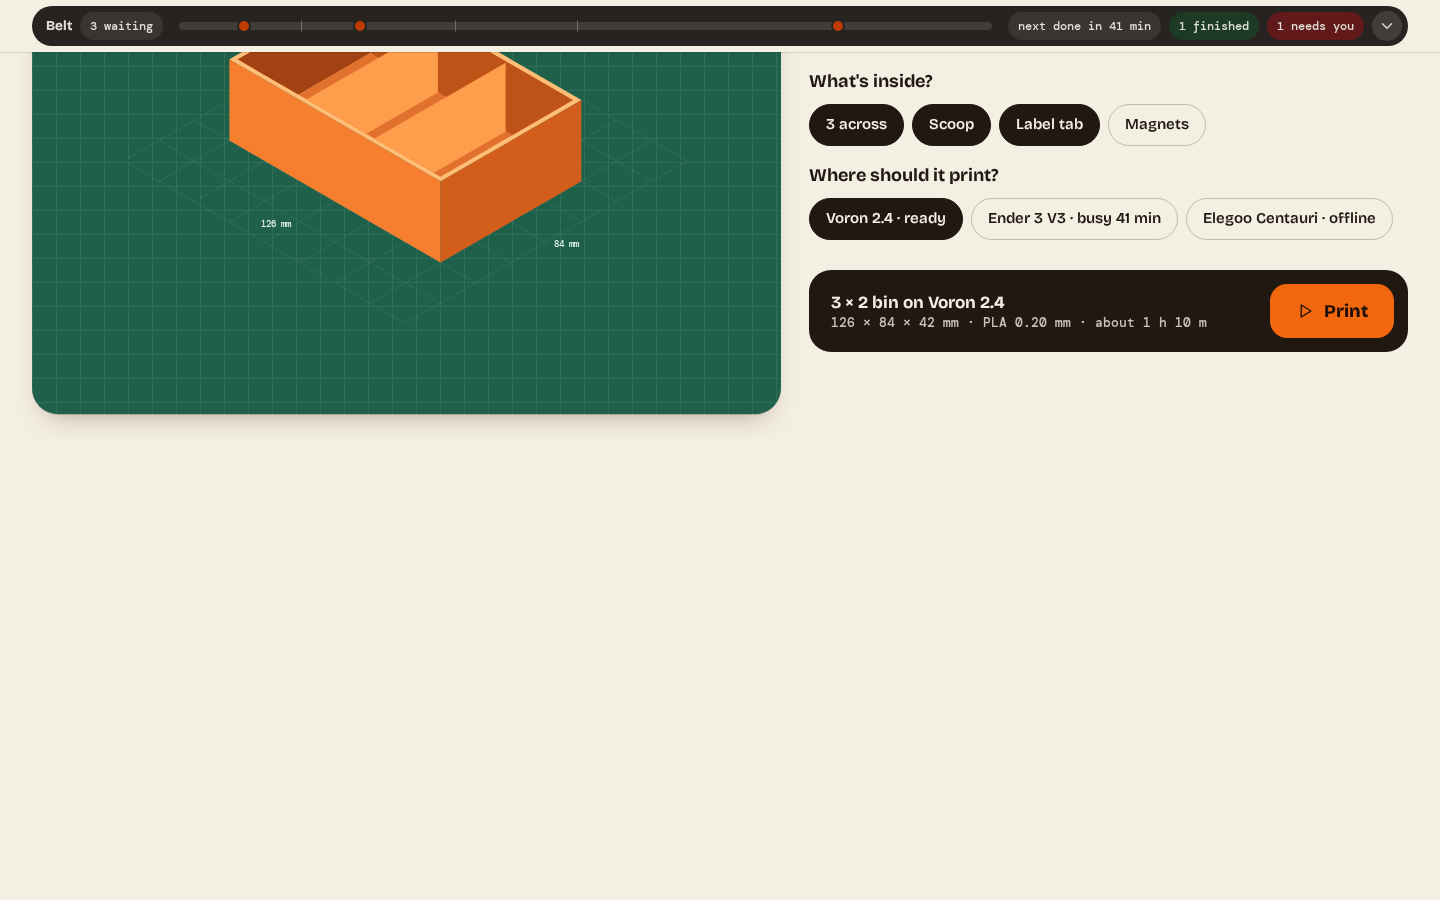 Belt 3 waiting next done in 41 min 1 finished 1 needs you
What's inside?
3 across Scoop Label tab Magnets
Where should it print?
Voron 2.4 · ready Ender 3 V3 · busy 41 min Elegoo Centauri · offline
126 mm
84 mm
3 × 2 bin on Voron 2.4
126 × 84 × 42 mm · PLA 0.20 mm · about 1 h 10 m
Print